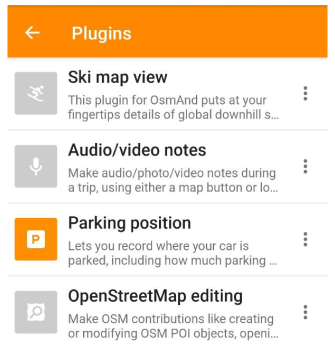 Plugins
Ski map view
This plugin for OsmAnd puts at your
fingertips details of global downhill s...
Audio/video notes
Make audio/photo/video notes during
a trip, using either a map button or lo...
Parking position
P
Lets you record where your car is
parked, including how much parking ...
OpenStreetMap editing
Make OSM contributions like creating
or modifying OSM POI objects, openi...